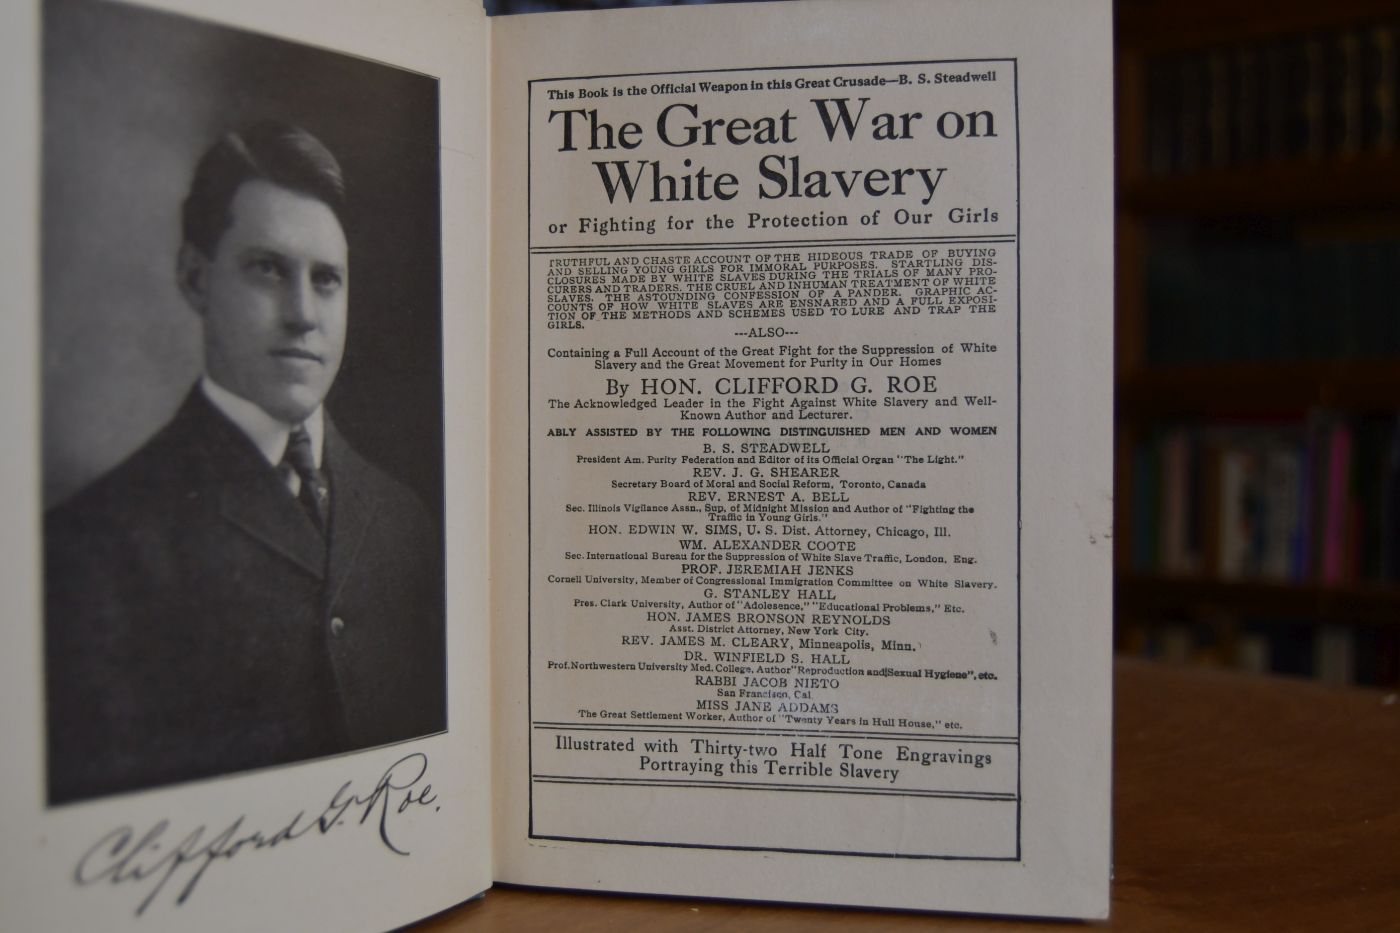 Clifford G. Roe.
This Book is the Official Weapon in this Great Crusade—B. S. Steadwell
The Great War on
White Slavery
or Fighting for the Protection of Our Girls
TRUTHFUL AND CHASTE ACCOUNT OF THE HIDEOUS TRADE OF BUYING
AND SELLING YOUNG GIRLS FOR IMMORAL PURPOSES. STARTLING DIS-
CLOSURES MADE BY WHITE SLAVES DURING THE TRIALS OF MANY PRO-
CURERS AND TRADERS. THE CRUEL AND INHUMAN TREATMENT OF WHITE
SLAVES. THE ASTOUNDING CONFESSION OF A PANDER. GRAPHIC AC-
COUNTS OF HOW WHITE SLAVES ARE ENSNARED AND A FULL EXPOSI-
TION OF THE METHODS AND SCHEMES USED TO LURE AND TRAP THE
GIRLS.
---ALSO---
Containing a Full Account of the Great Fight for the Suppression of White
Slavery and the Great Movement for Purity in Our Homes
By HON. CLIFFORD G. ROE
The Acknowledged Leader in the Fight Against White Slavery and Well-
Known Author and Lecturer.
ABLY ASSISTED BY THE FOLLOWING DISTINGUISHED MEN AND WOMEN
B. S. STEADWELL
President Am. Purity Federation and Editor of its Official Organ "The Light."
REV. J. G. SHEARER
Secretary Board of Moral and Social Reform, Toronto, Canada
REV. ERNEST A. BELL
Sec. Illinois Vigilance Assn., Sup. of Midnight Mission and Author of "Fighting the
Traffic in Young Girls."
HON. EDWIN W. SIMS, U. S. Dist. Attorney, Chicago, Ill.
WM. ALEXANDER COOTE
Sec. International Bureau for the Suppression of White Slave Traffic, London, Eng.
PROF. JEREMIAH JENKS
Cornell University, Member of Congressional Immigration Committee on White Slavery.
G. STANLEY HALL
Pres. Clark University, Author of "Adolesence," "Educational Problems," Etc.
HON. JAMES BRONSON REYNOLDS
Asst. District Attorney, New York City.
REV. JAMES M. CLEARY, Minneapolis, Minn.
DR. WINFIELD S. HALL
Prof. Northwestern University Med. College, Author "Reproduction and Sexual Hygiene", etc.
RABBI JACOB NIETO
San Francisco, Cal.
MISS JANE ADDAMS
The Great Settlement Worker, Author of "Twenty Years in Hull House," etc.
Illustrated with Thirty-two Half Tone Engravings
Portraying this Terrible Slavery